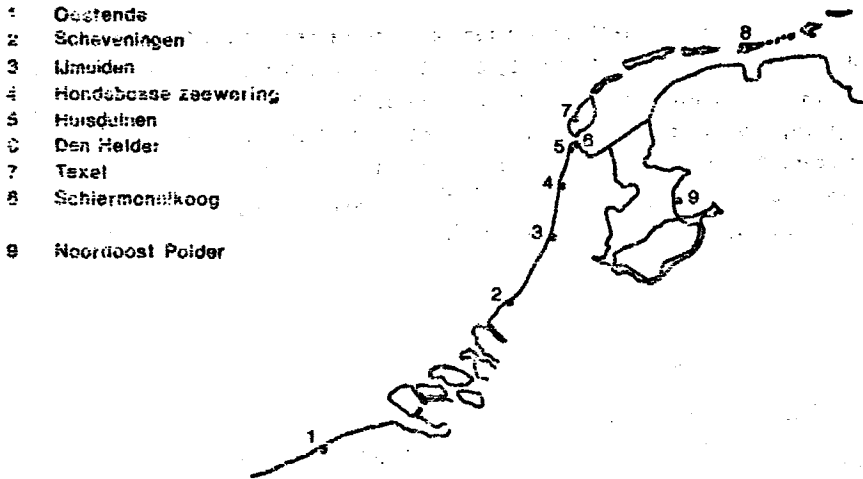 1 Oostende
2 Scheveningen
3 IJmuiden
4 Hondsbosse zeewering
5 Huisduinen
6 Den Helder
7 Texel
8 Schiermonnikoog
9 Noordoost Polder
8
7
6
5
4
9
3
2
1